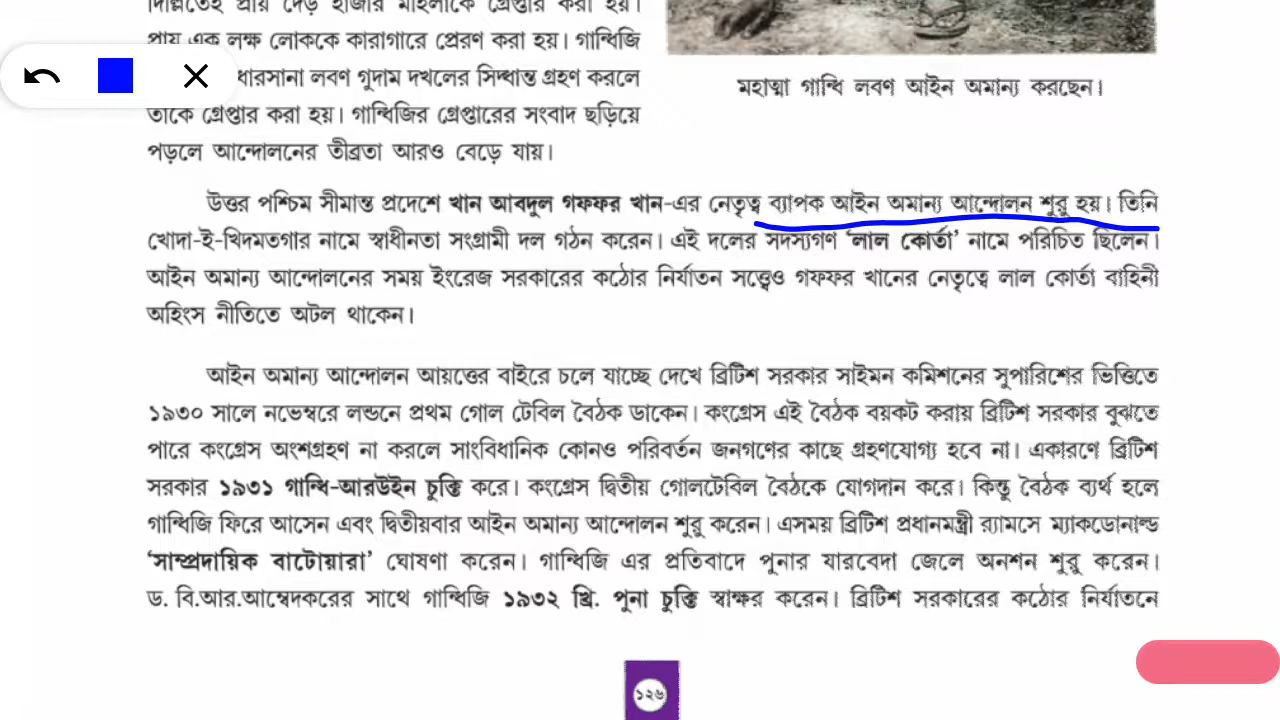 দিল্লিতেই প্রায় দেড় হাজার মহিলাকে গ্রেপ্তার করা হয়।
প্রায় এক লক্ষ লোককে কারাগারে প্রেরণ করা হয়। গান্ধিজি
ধারসানা লবণ গুদাম দখলের সিদ্ধান্ত গ্রহণ করলে
তাকে গ্রেপ্তার করা হয়। গান্ধিজির গ্রেপ্তারের সংবাদ ছড়িয়ে
পড়লে আন্দোলনের তীব্রতা আরও বেড়ে যায়।
মহাত্মা গান্ধি লবণ আইন অমান্য করছেন।
উত্তর পশ্চিম সীমান্ত প্রদেশে খান আবদুল গফফর খান-এর নেতৃত্ব ব্যাপক আইন অমান্য আন্দোলন শুরু হয়। তিনি
খোদা-ই-খিদমতগার নামে স্বাধীনতা সংগ্রামী দল গঠন করেন। এই দলের সদস্যগণ ‘লাল কোর্তা’ নামে পরিচিত ছিলেন।
আইন অমান্য আন্দোলনের সময় ইংরেজ সরকারের কঠোর নির্যাতন সত্ত্বেও গফফর খানের নেতৃত্বে লাল কোর্তা বাহিনী
অহিংস নীতিতে অটল থাকেন।
আইন অমান্য আন্দোলন আয়ত্তের বাইরে চলে যাচ্ছে দেখে ব্রিটিশ সরকার সাইমন কমিশনের সুপারিশের ভিত্তিতে
১৯৩০ সালে নভেম্বরে লন্ডনে প্রথম গোল টেবিল বৈঠক ডাকেন। কংগ্রেস এই বৈঠক বয়কট করায় ব্রিটিশ সরকার বুঝতে
পারে কংগ্রেস অংশগ্রহণ না করলে সাংবিধানিক কোনও পরিবর্তন জনগণের কাছে গ্রহণযোগ্য হবে না। একারণে ব্রিটিশ
সরকার ১৯৩১ গান্ধি-আরউইন চুক্তি করে। কংগ্রেস দ্বিতীয় গোলটেবিল বৈঠকে যোগদান করে। কিন্তু বৈঠক ব্যর্থ হলে
গান্ধিজি ফিরে আসেন এবং দ্বিতীয়বার আইন অমান্য আন্দোলন শুরু করেন। এসময় ব্রিটিশ প্রধানমন্ত্রী র‍্যামসে ম্যাকডোনাল্ড
‘সাম্প্রদায়িক বাটোয়ারা’ ঘোষণা করেন। গান্ধিজি এর প্রতিবাদে পুনার যারবেদা জেলে অনশন শুরু করেন।
ড. বি.আর.আম্বেদকরের সাথে গান্ধিজি ১৯৩২ খ্রি. পুনা চুক্তি স্বাক্ষর করেন। ব্রিটিশ সরকারের কঠোর নির্যাতনে
১২৬